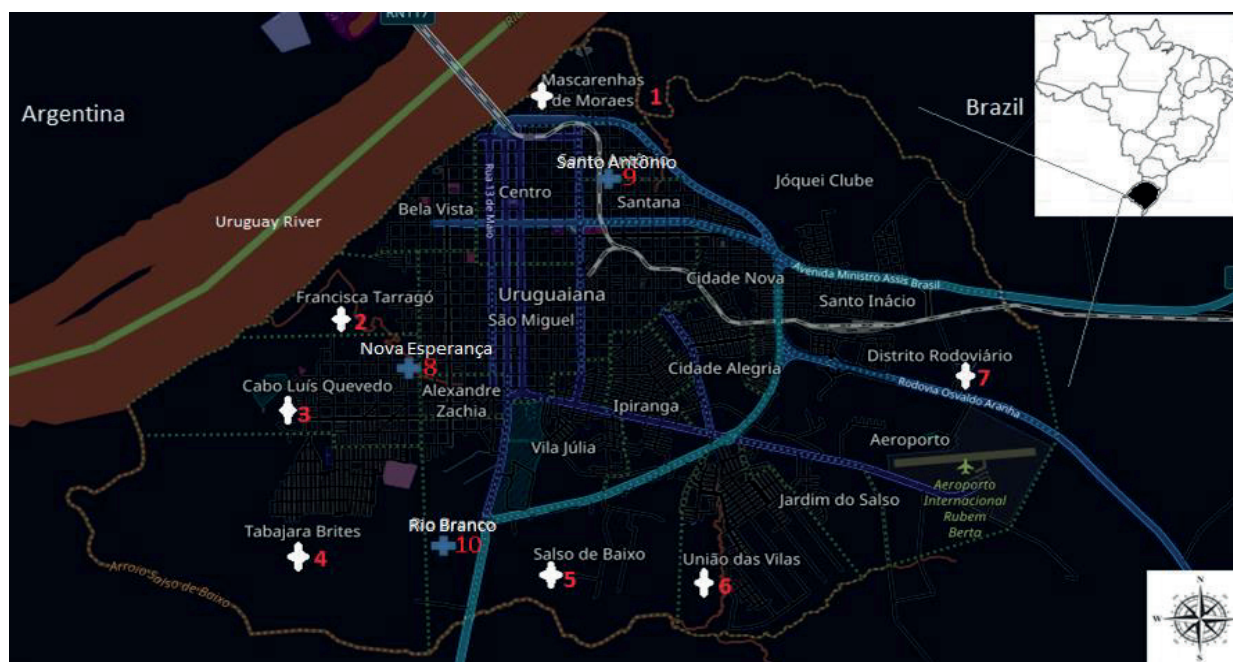 RN117
Mascarenhas
de Moraes
1
Argentina
Brazil
Santo Antônio
9
Jóquei Clube
Centro
Rua 13 de Maio
Bela Vista
Santana
Uruguay River
Cidade Nova
Avenida Ministro Assis Brasil
Francisca Tarragó
2
Uruguaiana
São Miguel
Santo Inácio
Nova Esperança
8
Distrito Rodoviário
7
Cidade Alegria
Rodovia Osvaldo Aranha
Cabo Luís Quevedo
3
Alexandre
Zachia
Ipiranga
Vila Júlia
Aeroporto
Aeroporto
Internacional
Rubem
Berta
Jardim do Salso
Tabajara Brites
4
Rio Branco
10
Salso de Baixo
5
União das Vilas
6
Arroio Salso de Baixo
N
W
E
S